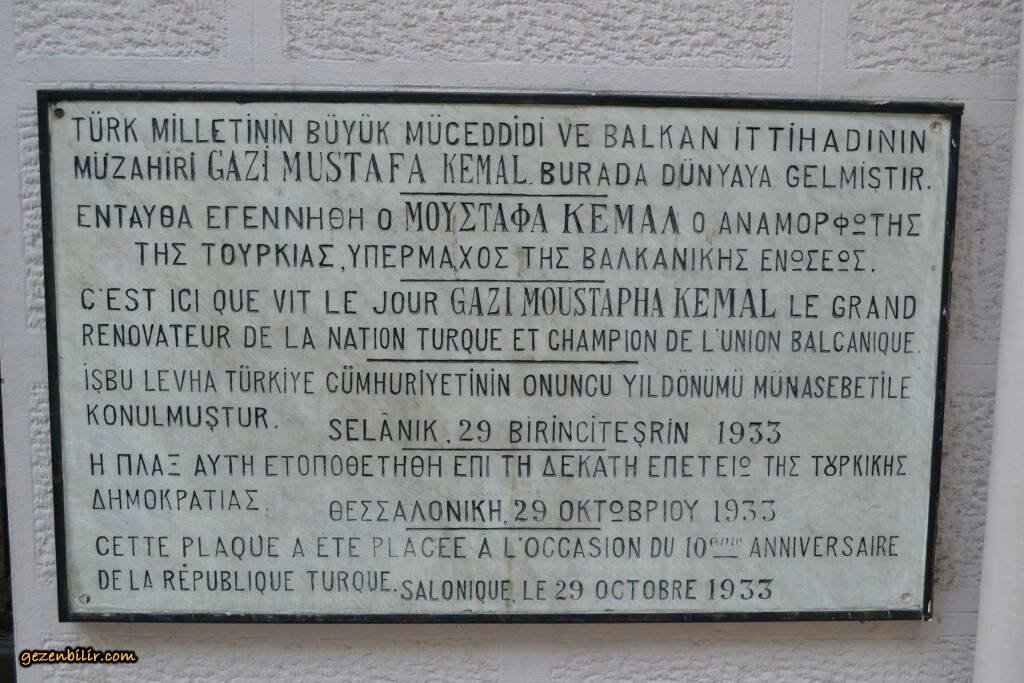 TÜRK MİLLETİNİN BÜYÜK MÜCEDDİDİ VE BALKAN İTTİHADININ
MÜZAHİRİ GAZİ MUSTAFA KEMAL. BURADA DÜNYAYA GELMİŞTIR.
ΕΝΤΑΥΘΑ ΕΓΕΝΝΗΘΗ Ο ΜΟΥΣΤΑΦΑ ΚΕΜΑΛ Ο ΑΝΑΜΟΡΦΩΤΗΣ
ΤΗΣ ΤΟΥΡΚΙΑΣ, ΥΠΕΡΜΑΧΟΣ ΤΗΣ ΒΑΛΚΑΝΙΚΗΣ ΕΝΩΣΕΩΣ.
C'EST ICI QUE VIT LE JOUR GAZI MOUSTAPHA KEMAL LE GRAND
RENOVATEUR DE LA NATION TURQUE ET CHAMPION DE L'UNION BALCANIQUE.
İŞBU LEVHA TÜRKİYE CÜMHURİYETİNİN ONUNCU YILDÖNÜMÜ MÜNASEBETİLE
KONULMUŞTUR.
SELÂNIK, 29 BİRİNCİTEŞRİN 1933
Η ΠΛΑΞ ΑΥΤΗ ΕΤΟΠΟΘΕΤΗΘΗ ΕΠΙ ΤΗ ΔΕΚΑΤΗ ΕΠΕΤΕΙΩ ΤΗΣ ΤȢΡΚΙΚΗΣ
ΔΗΜΟΚΡΑΤΙΑΣ.
ΘΕΣΣΑΛΟΝΙΚΗ, 29 ΟΚΤΩΒΡΙΟΥ 1933
CETTE PLAQUE A ÉTÉ PLACÉE À L'OCCASION DU 10ème ANNIVERSAIRE
DE LA RÉPUBLIQUE TURQUE.
SALONIQUE, LE 29 OCTOBRE 1933
gezenbilir.com